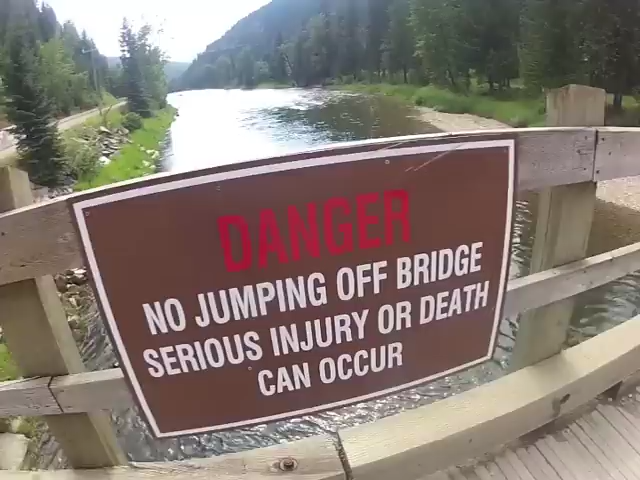 DANGER
NO JUMPING OFF BRIDGE
SERIOUS INJURY OR DEATH
CAN OCCUR